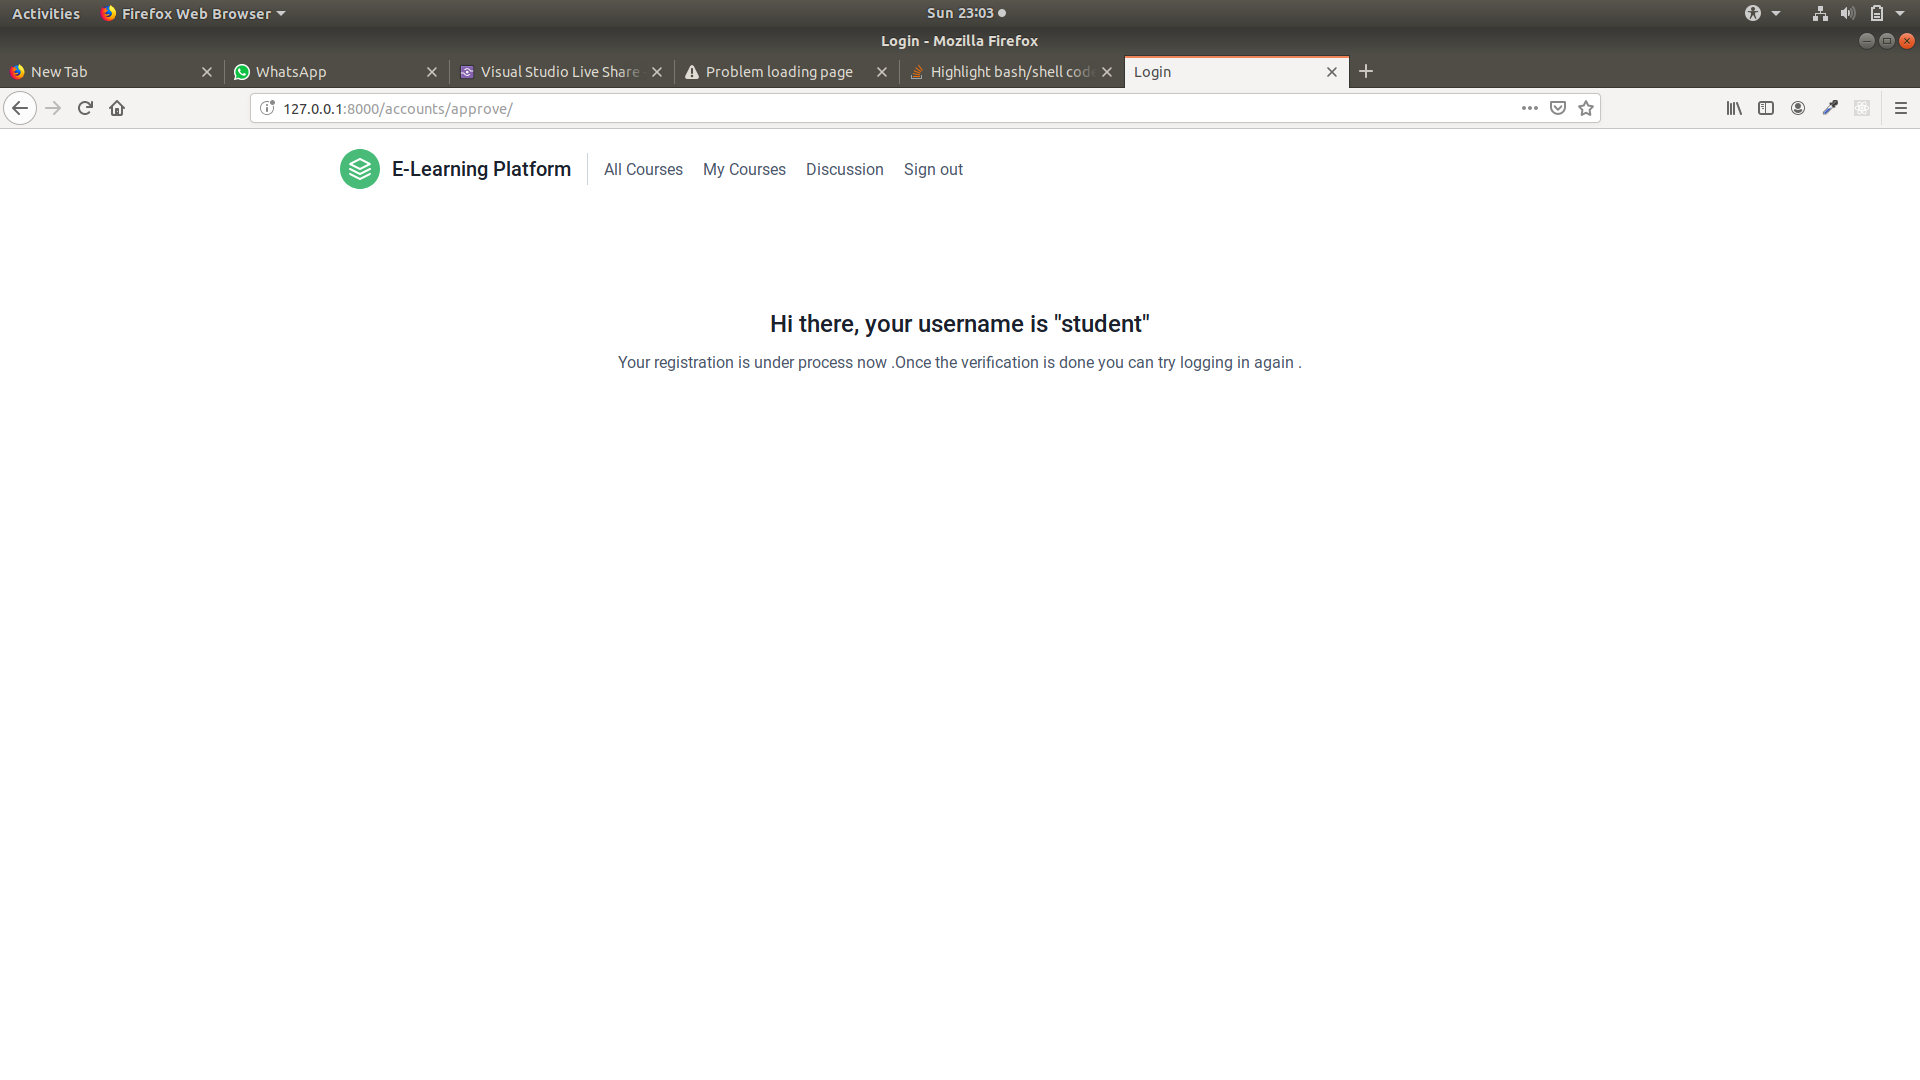 Activities Firefox Web Browser Sun 23:03
Login - Mozilla Firefox
New Tab WhatsApp Visual Studio Live Share Problem loading page Highlight bash/shell cod Login
127.0.0.1:8000/accounts/approve/
E-Learning Platform All Courses My Courses Discussion Sign out
Hi there, your username is "student"
Your registration is under process now .Once the verification is done you can try logging in again .